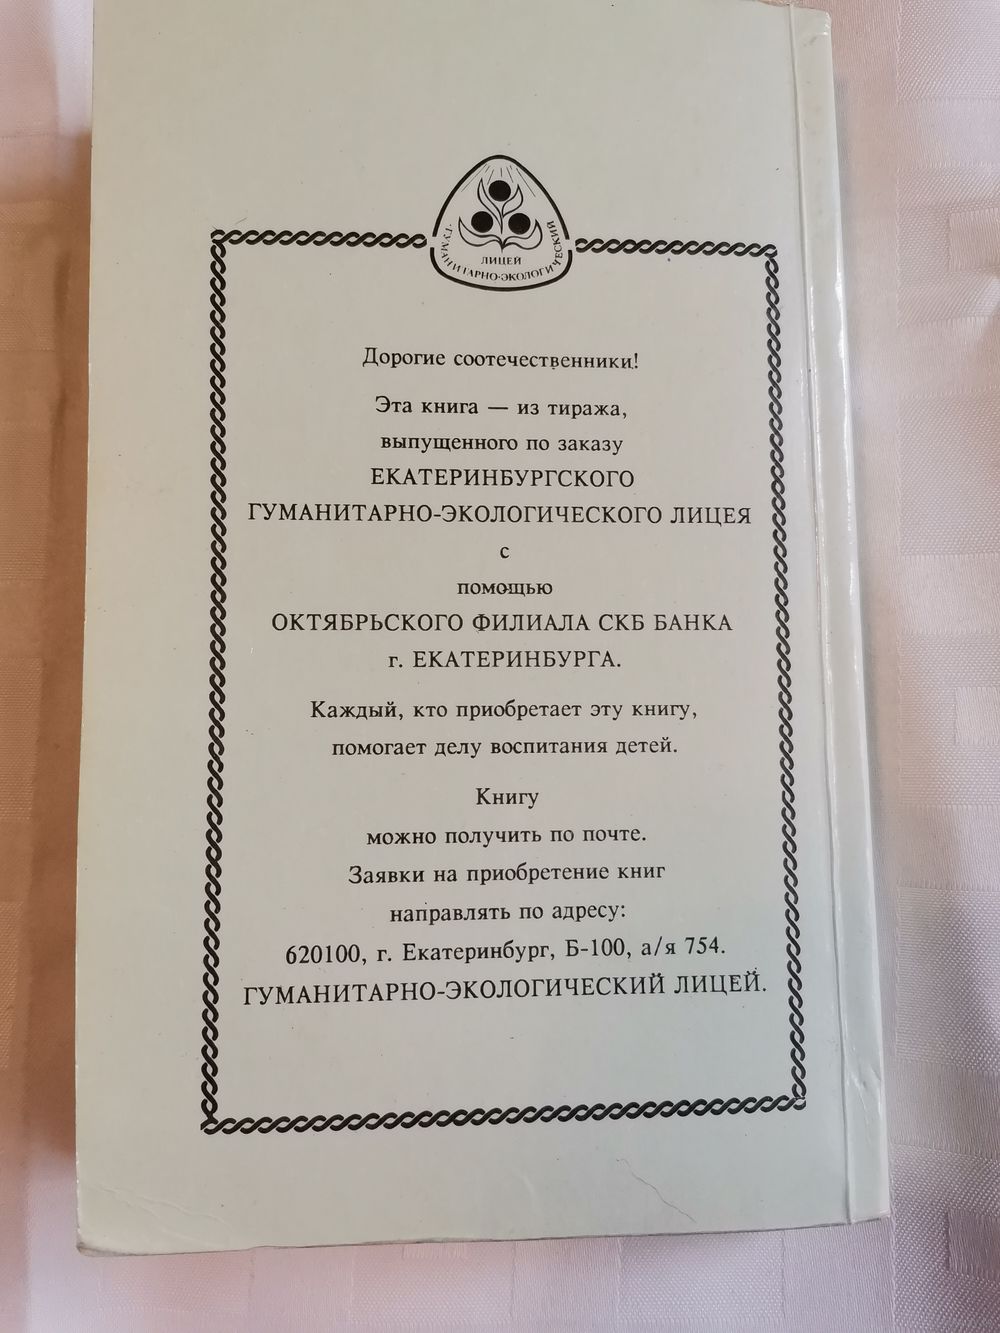 ЛИЦЕЙ
·ГУМАНИТАРНО-ЭКОЛОГИЧЕСКИЙ
Дорогие соотечественники!
Эта книга — из тиража,
выпущенного по заказу
ЕКАТЕРИНБУРГСКОГО
ГУМАНИТАРНО-ЭКОЛОГИЧЕСКОГО ЛИЦЕЯ
с
помощью
ОКТЯБРЬСКОГО ФИЛИАЛА СКБ БАНКА
г. ЕКАТЕРИНБУРГА.
Каждый, кто приобретает эту книгу,
помогает делу воспитания детей.
Книгу
можно получить по почте.
Заявки на приобретение книг
направлять по адресу:
620100, г. Екатеринбург, Б-100, а/я 754.
ГУМАНИТАРНО-ЭКОЛОГИЧЕСКИЙ ЛИЦЕЙ.